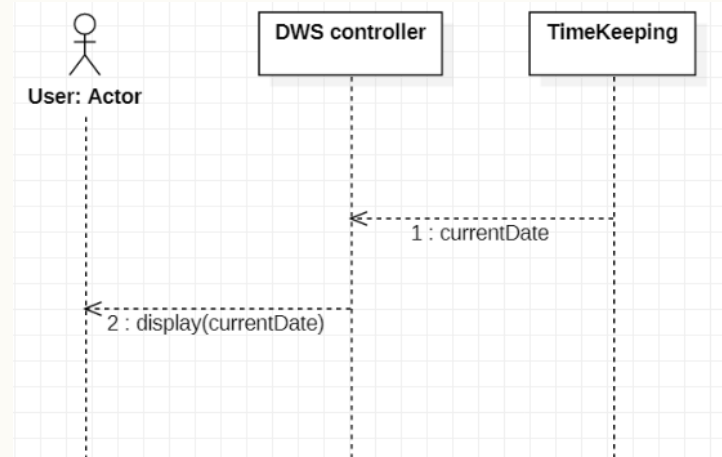 DWS controller
TimeKeeping
User: Actor
1 : currentDate
2 : display(currentDate)